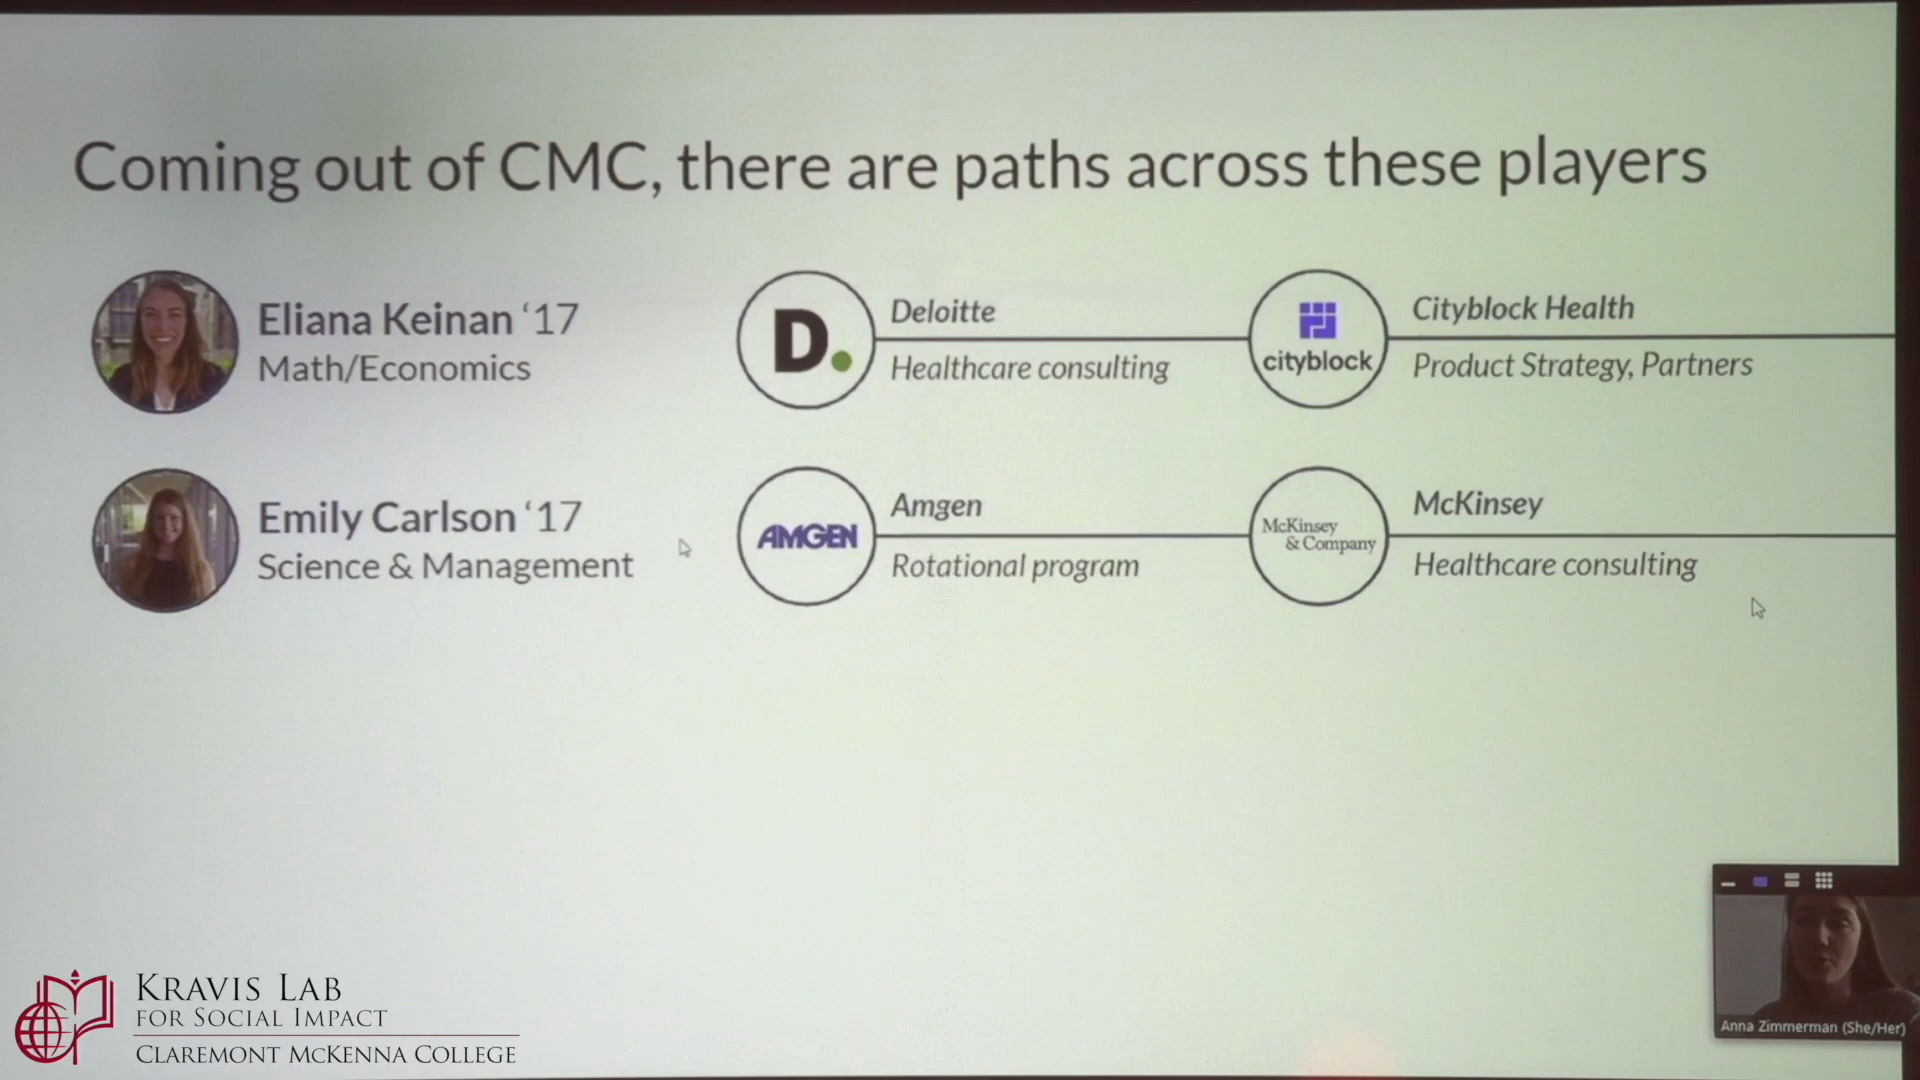 Coming out of CMC, there are paths across these players
Eliana Keinan ‘17
Math/Economics
D.
Deloitte
Healthcare consulting
cityblock
Cityblock Health
Product Strategy, Partners
Emily Carlson ‘17
Science & Management
AMGEN
Amgen
Rotational program
McKinsey
& Company
McKinsey
Healthcare consulting
KRAVIS LAB
FOR SOCIAL IMPACT
CLAREMONT MCKENNA COLLEGE
Anna Zimmerman (She/Her)